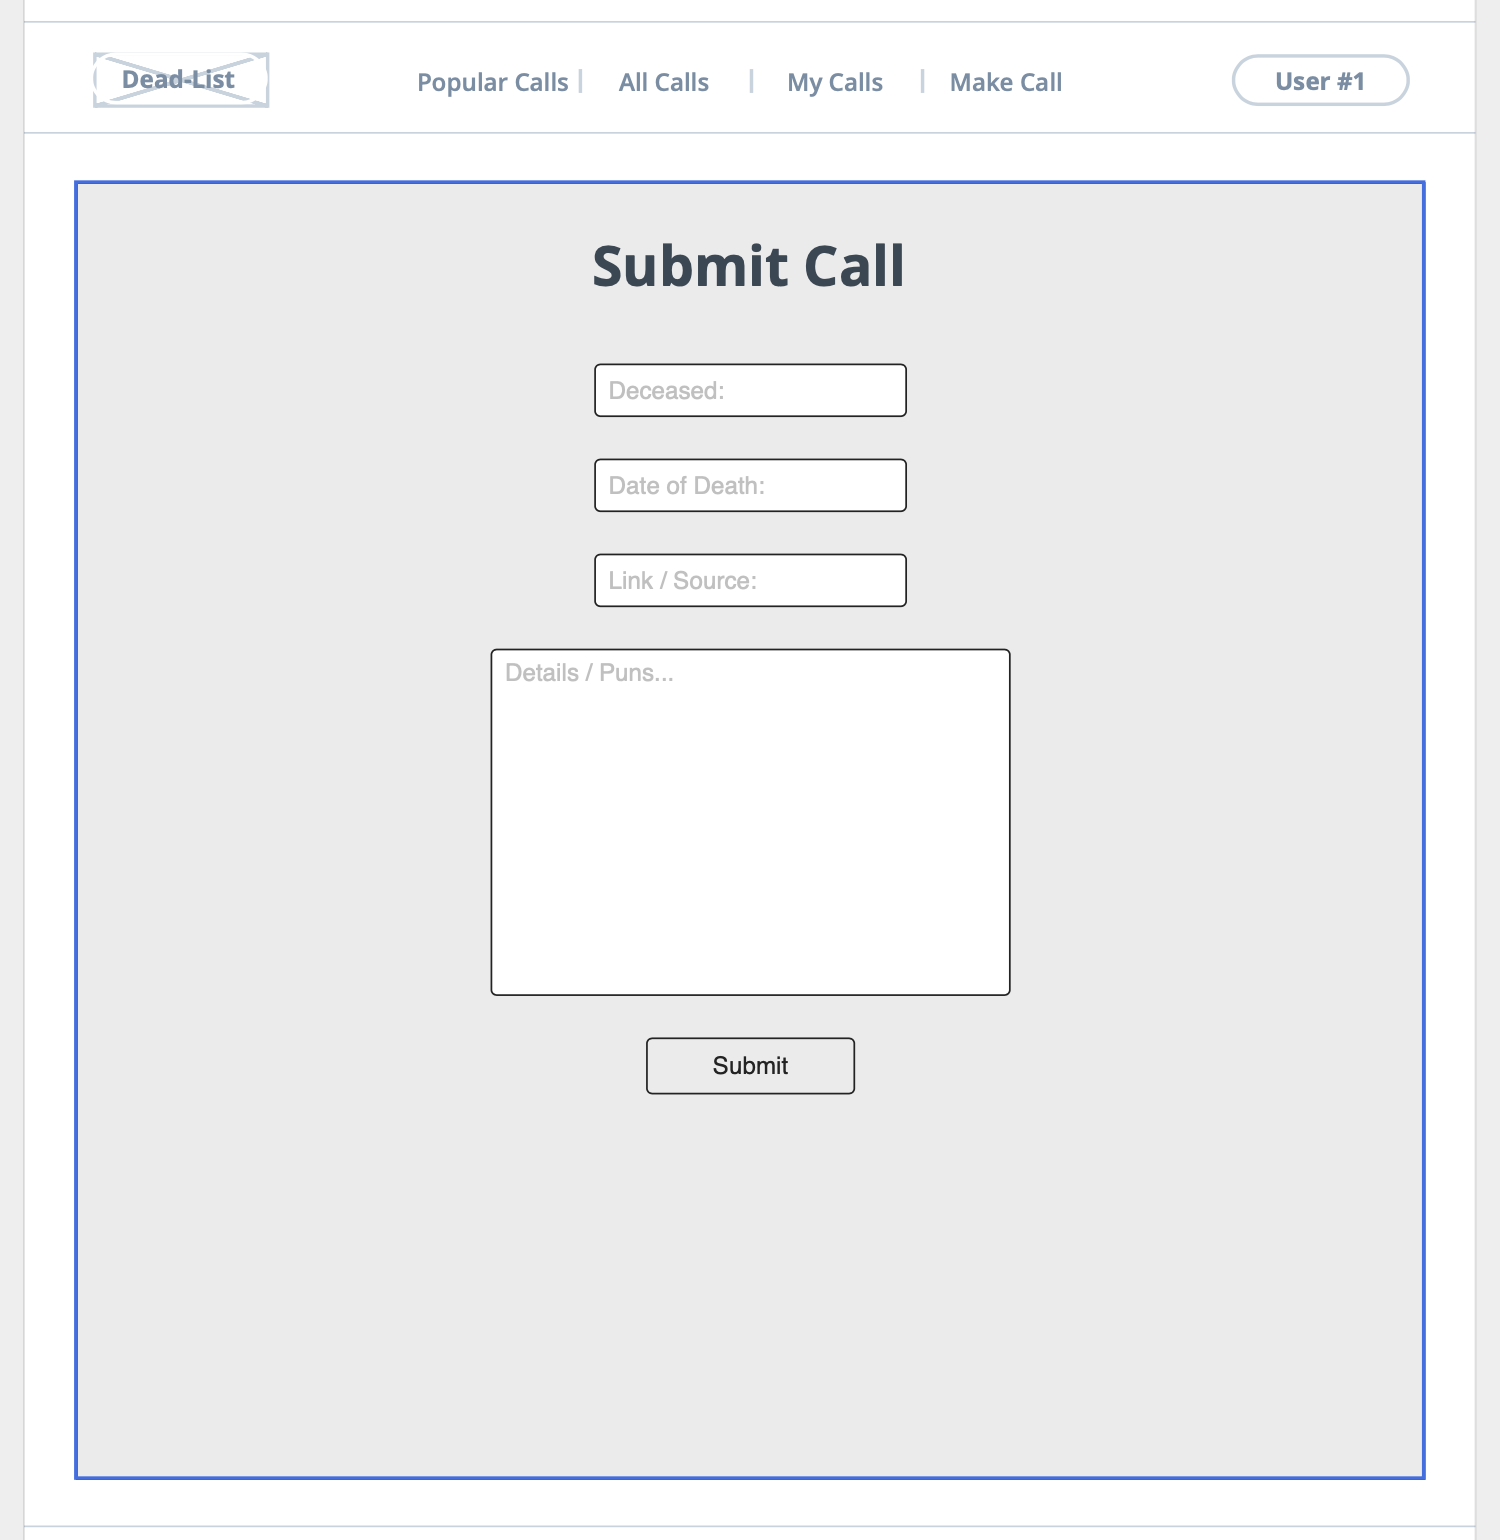 Dead-List
Popular Calls | All Calls | My Calls | Make Call
User #1
Submit Call
Deceased:
Date of Death:
Link / Source:
Details / Puns...
Submit